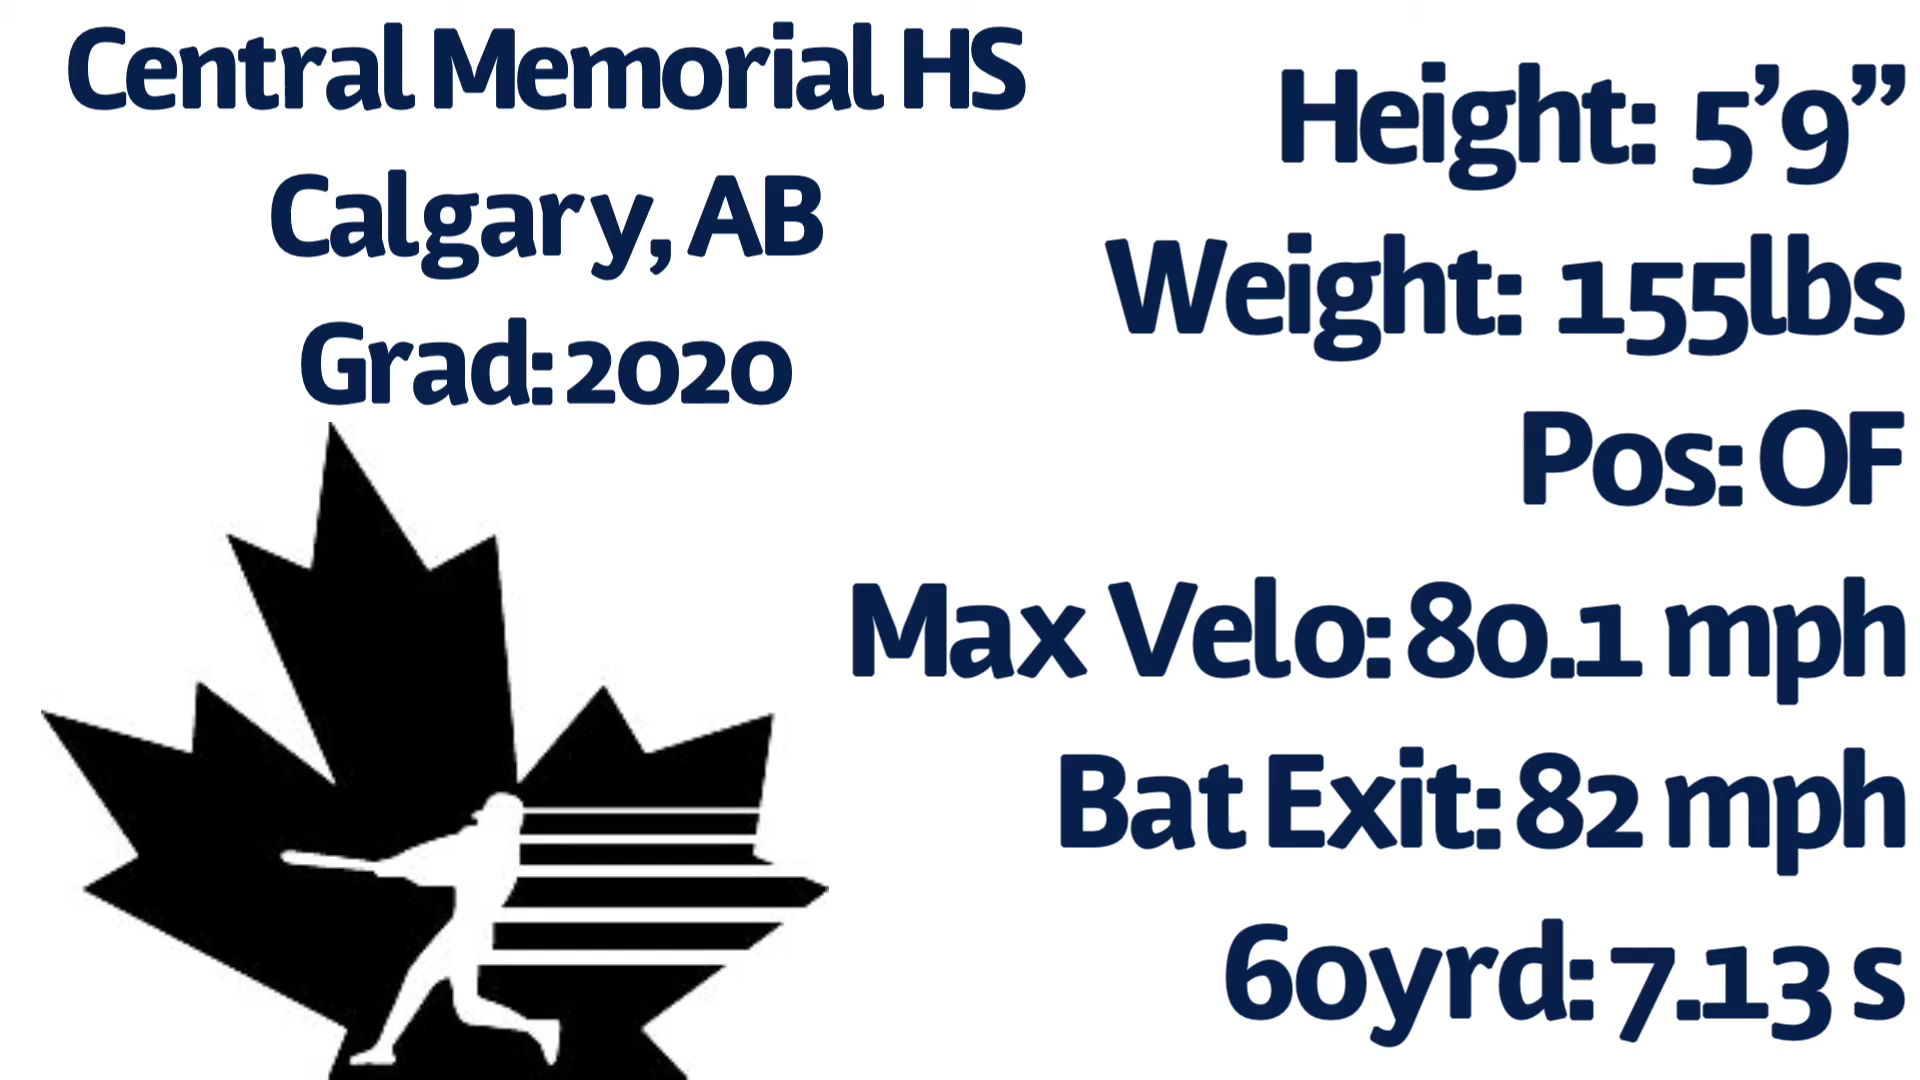 Central Memorial HS
Calgary, AB
Grad: 2020
Height: 5’9”
Weight: 155lbs
Pos: OF
Max Velo: 80.1 mph
Bat Exit: 82 mph
60yrd: 7.13 s